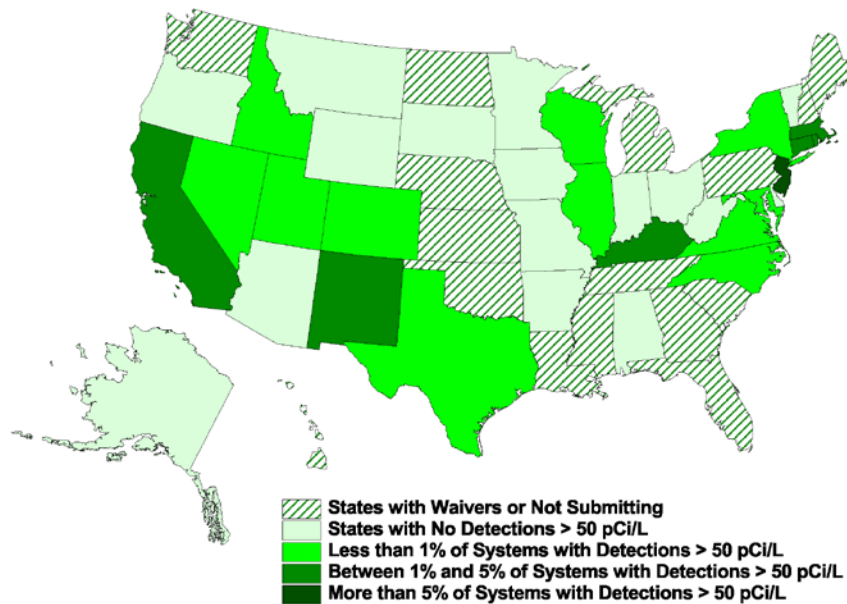 States with Waivers or Not Submitting
States with No Detections > 50 pCi/L
Less than 1% of Systems with Detections > 50 pCi/L
Between 1% and 5% of Systems with Detections > 50 pCi/L
More than 5% of Systems with Detections > 50 pCi/L